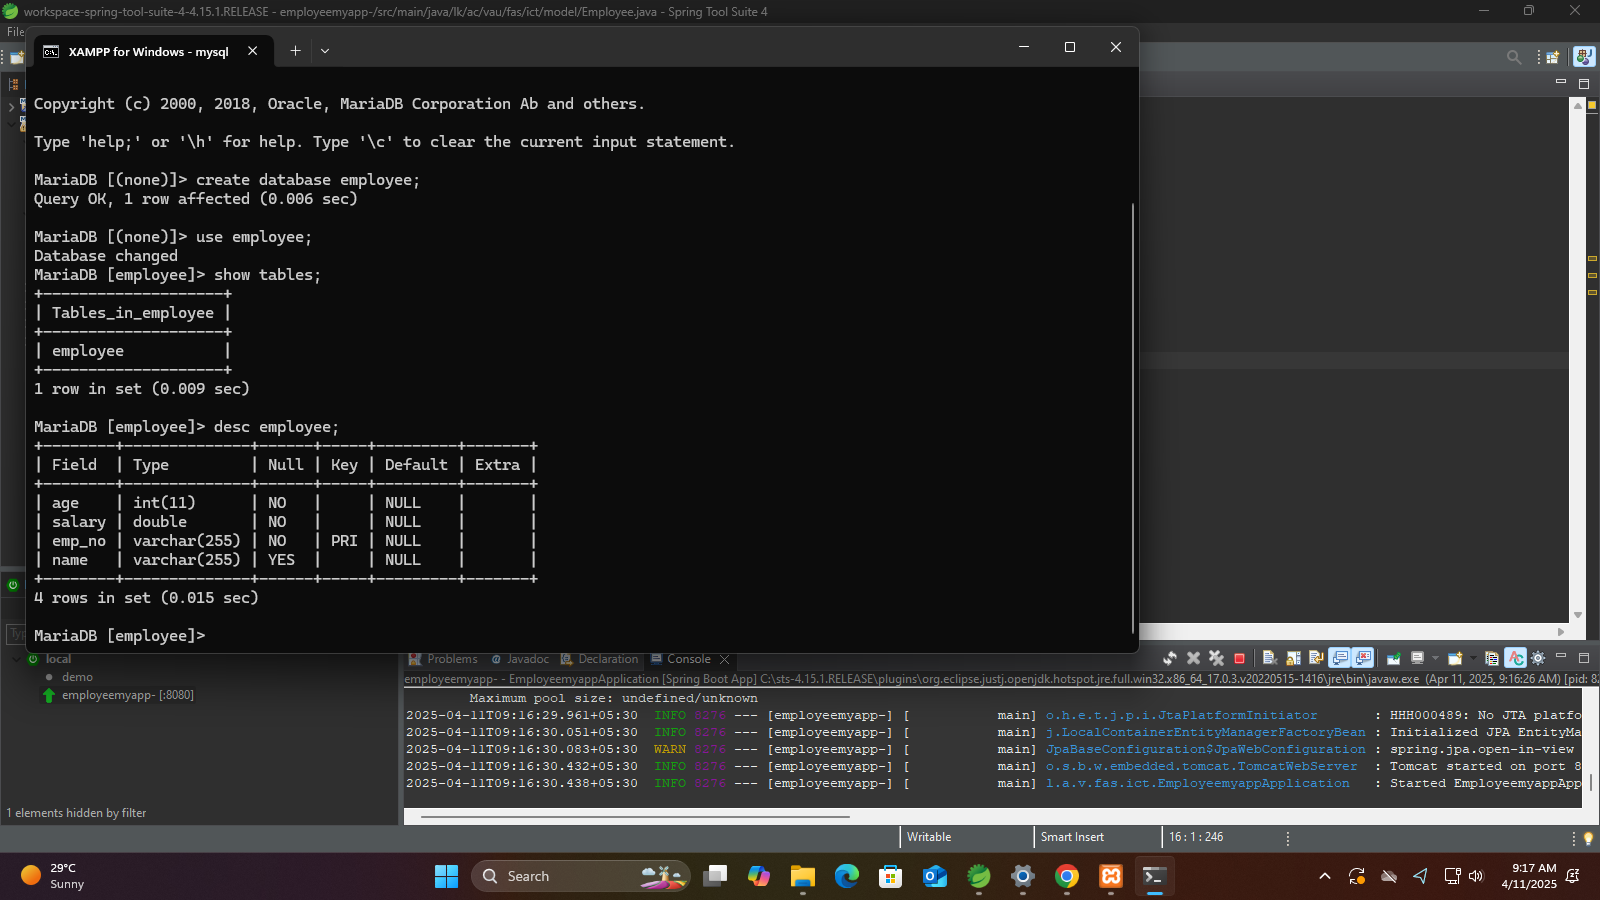 workspace-spring-tool-suite-4-4.15.1.RELEASE - employeemyapp-/src/main/java/lk/ac/vau/fas/ict/model/Employee.java - Spring Tool Suite 4
File
XAMPP for Windows - mysql
Copyright (c) 2000, 2018, Oracle, MariaDB Corporation Ab and others.
Type 'help;' or '\h' for help. Type '\c' to clear the current input statement.
MariaDB [(none)]> create database employee;
Query OK, 1 row affected (0.006 sec)
MariaDB [(none)]> use employee;
Database changed
MariaDB [employee]> show tables;
+--------------------+
| Tables_in_employee |
+--------------------+
| employee           |
+--------------------+
1 row in set (0.009 sec)
MariaDB [employee]> desc employee;
+--------+--------------+------+-----+---------+-------+
| Field  | Type         | Null | Key | Default | Extra |
+--------+--------------+------+-----+---------+-------+
| age    | int(11)      | NO   |     | NULL    |       |
| salary | double       | NO   |     | NULL    |       |
| emp_no | varchar(255) | NO   | PRI | NULL    |       |
| name   | varchar(255) | YES  |     | NULL    |       |
+--------+--------------+------+-----+---------+-------+
4 rows in set (0.015 sec)
MariaDB [employee]>
local
demo
employeemyapp- [:8080]
1 elements hidden by filter
Problems Javadoc Declaration Console
employeemyapp- - EmployeemyappApplication [Spring Boot App] C:\sts-4.15.1.RELEASE\plugins\org.eclipse.justj.openjdk.hotspot.jre.full.win32.x86_64_17.0.3.v20220515-1416\jre\bin\javaw.exe (Apr 11, 2025, 9:16:26 AM) [pid: 82
Maximum pool size: undefined/unknown
2025-04-11T09:16:29.961+05:30  INFO 8276 --- [employeemyapp-] [           main] o.h.e.t.j.p.i.JtaPlatformInitiator       : HHH000489: No JTA platfo
2025-04-11T09:16:30.051+05:30  INFO 8276 --- [employeemyapp-] [           main] j.LocalContainerEntityManagerFactoryBean : Initialized JPA EntityMa
2025-04-11T09:16:30.083+05:30  WARN 8276 --- [employeemyapp-] [           main] JpaBaseConfiguration$JpaWebConfiguration : spring.jpa.open-in-view
2025-04-11T09:16:30.432+05:30  INFO 8276 --- [employeemyapp-] [           main] o.s.b.w.embedded.tomcat.TomcatWebServer  : Tomcat started on port 8
2025-04-11T09:16:30.438+05:30  INFO 8276 --- [employeemyapp-] [           main] l.a.v.fas.ict.EmployeemyappApplication   : Started EmployeemyappApp
Writable
Smart Insert
16 : 1 : 246
29°C
Sunny
Search
9:17 AM
4/11/2025